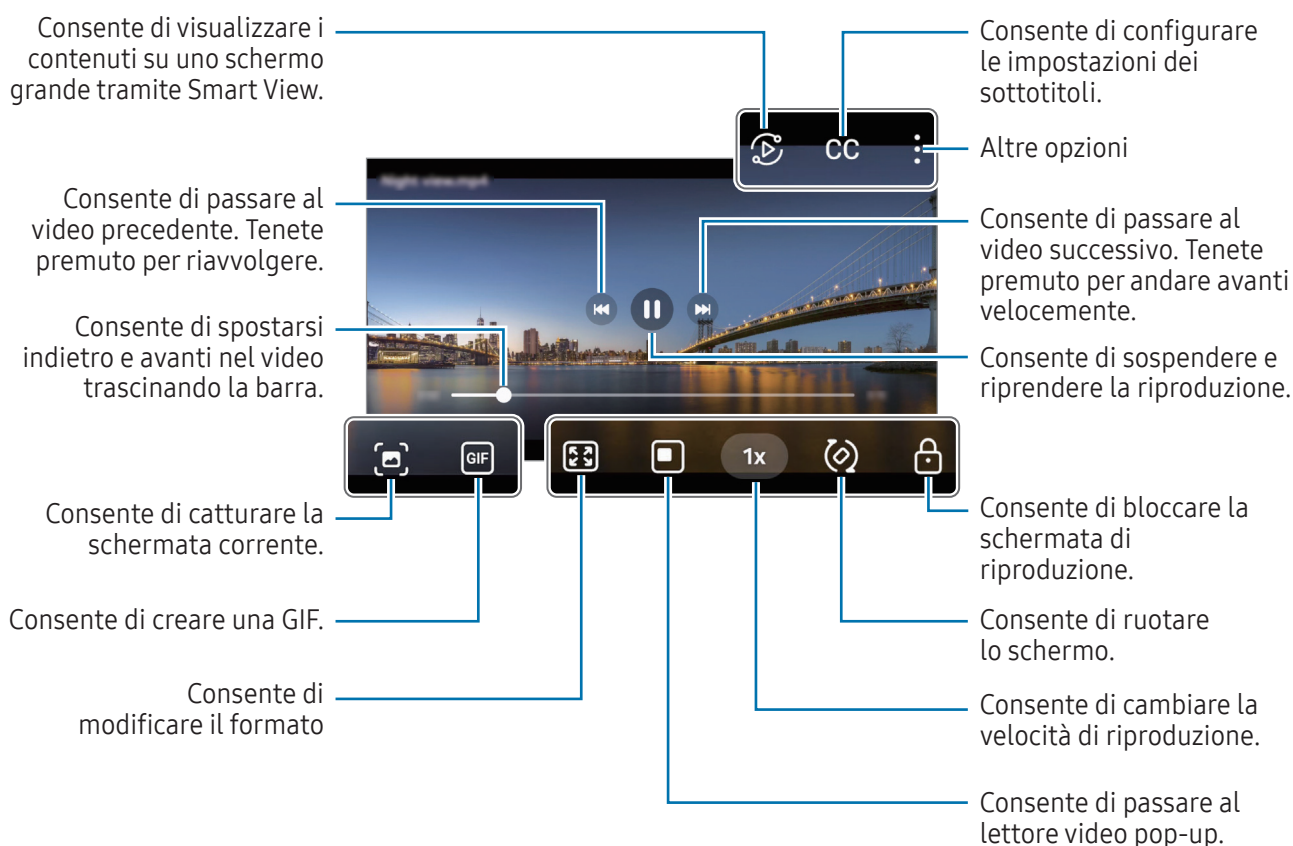 Consente di visualizzare i
contenuti su uno schermo
grande tramite Smart View.
Consente di configurare
le impostazioni dei
sottotitoli.
CC
Altre opzioni
Night view.mp4
Consente di passare al
video precedente. Tenete
premuto per riavvolgere.
Consente di passare al
video successivo. Tenete
premuto per andare avanti
velocemente.
Consente di spostarsi
indietro e avanti nel video
trascinando la barra.
Consente di sospendere e
riprendere la riproduzione.
GIF
1x
Consente di catturare la
schermata corrente.
Consente di bloccare la
schermata di
riproduzione.
Consente di creare una GIF.
Consente di ruotare
lo schermo.
Consente di
modificare il formato
Consente di cambiare la
velocità di riproduzione.
Consente di passare al
lettore video pop-up.